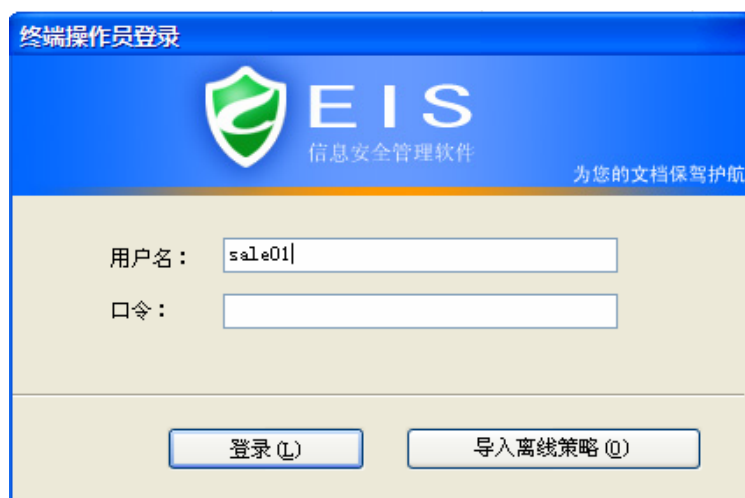 终端操作员登录
EIS
信息安全管理软件
为您的文档保驾护航
用户名：
sale01
口令：
登录(L)
导入离线策略(O)